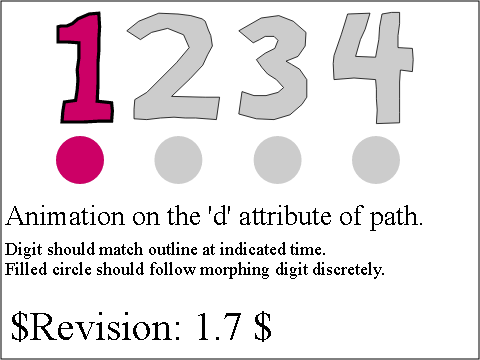 1234
Animation on the 'd' attribute of path.
Digit should match outline at indicated time.
Filled circle should follow morphing digit discretely.
$Revision: 1.7 $